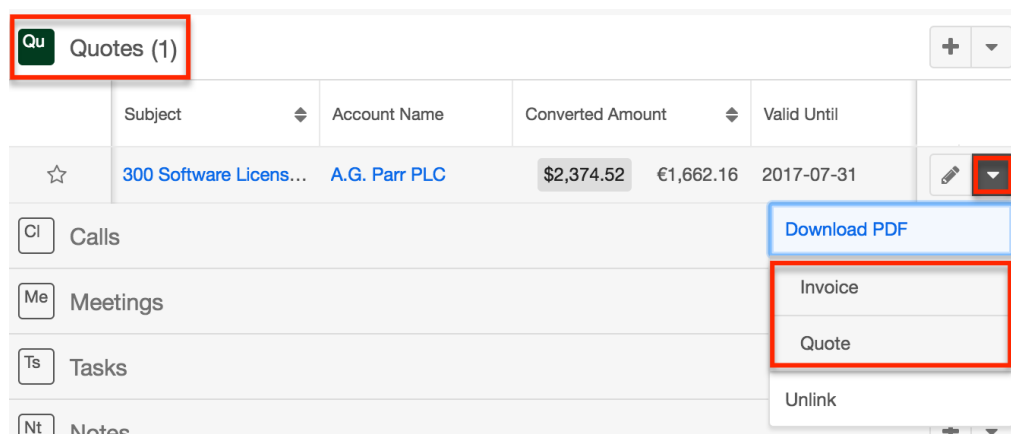 Qu Quotes (1)
Subject Account Name Converted Amount Valid Until
300 Software Licens... A.G. Parr PLC $2,374.52 €1,662.16 2017-07-31
Download PDF
Cl Calls
Invoice
Me Meetings
Quote
Ts Tasks
Unlink
Nt Notes